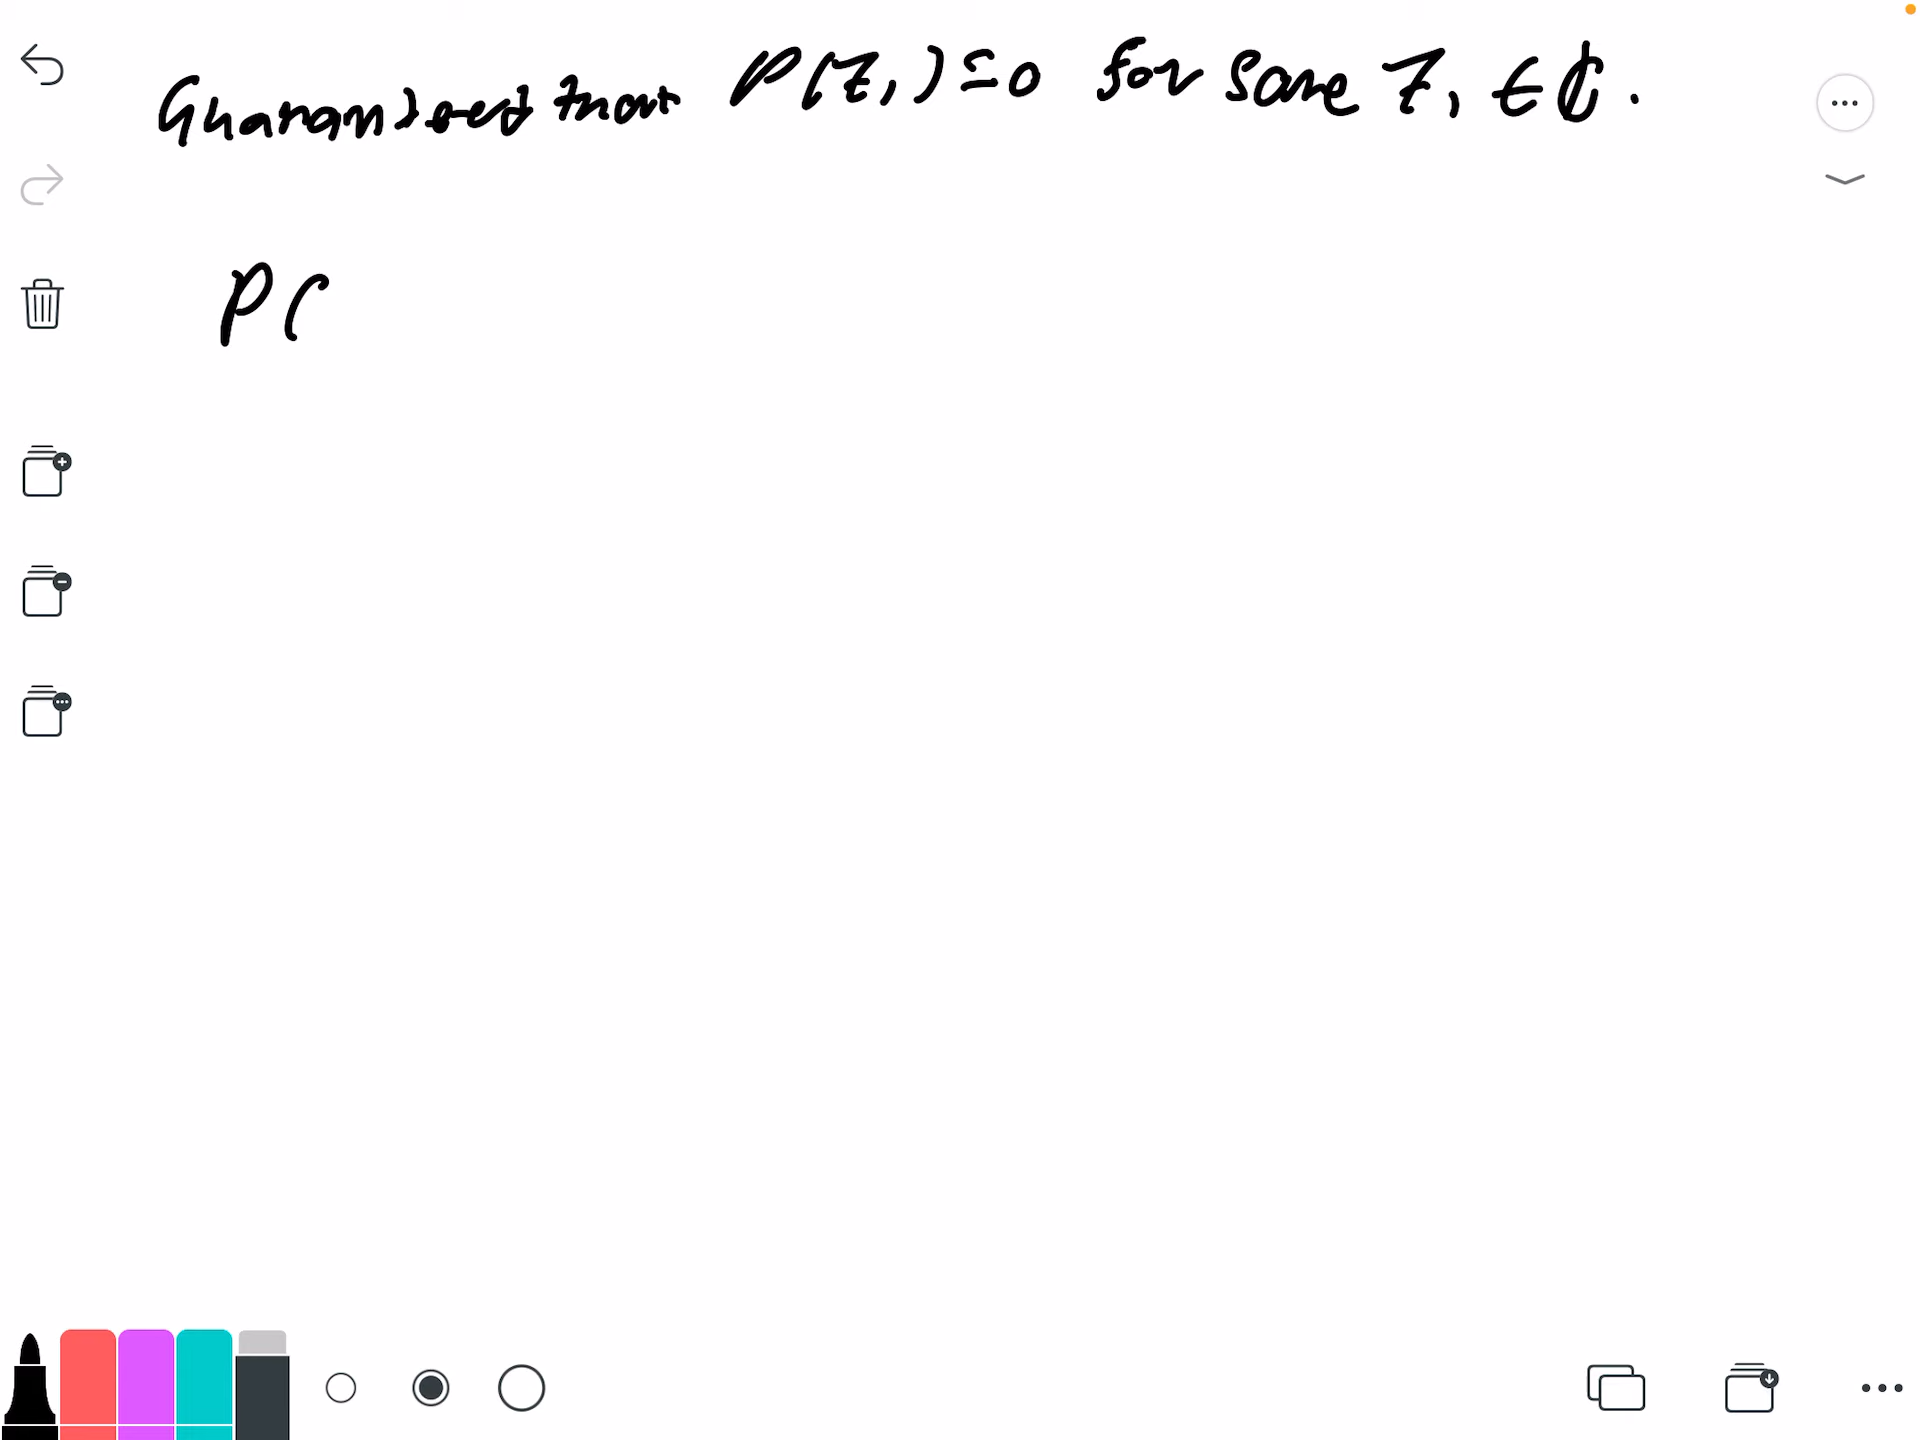 Guaranteed that P(z₁) = 0 for some z₁ ∈ ℂ.
P(